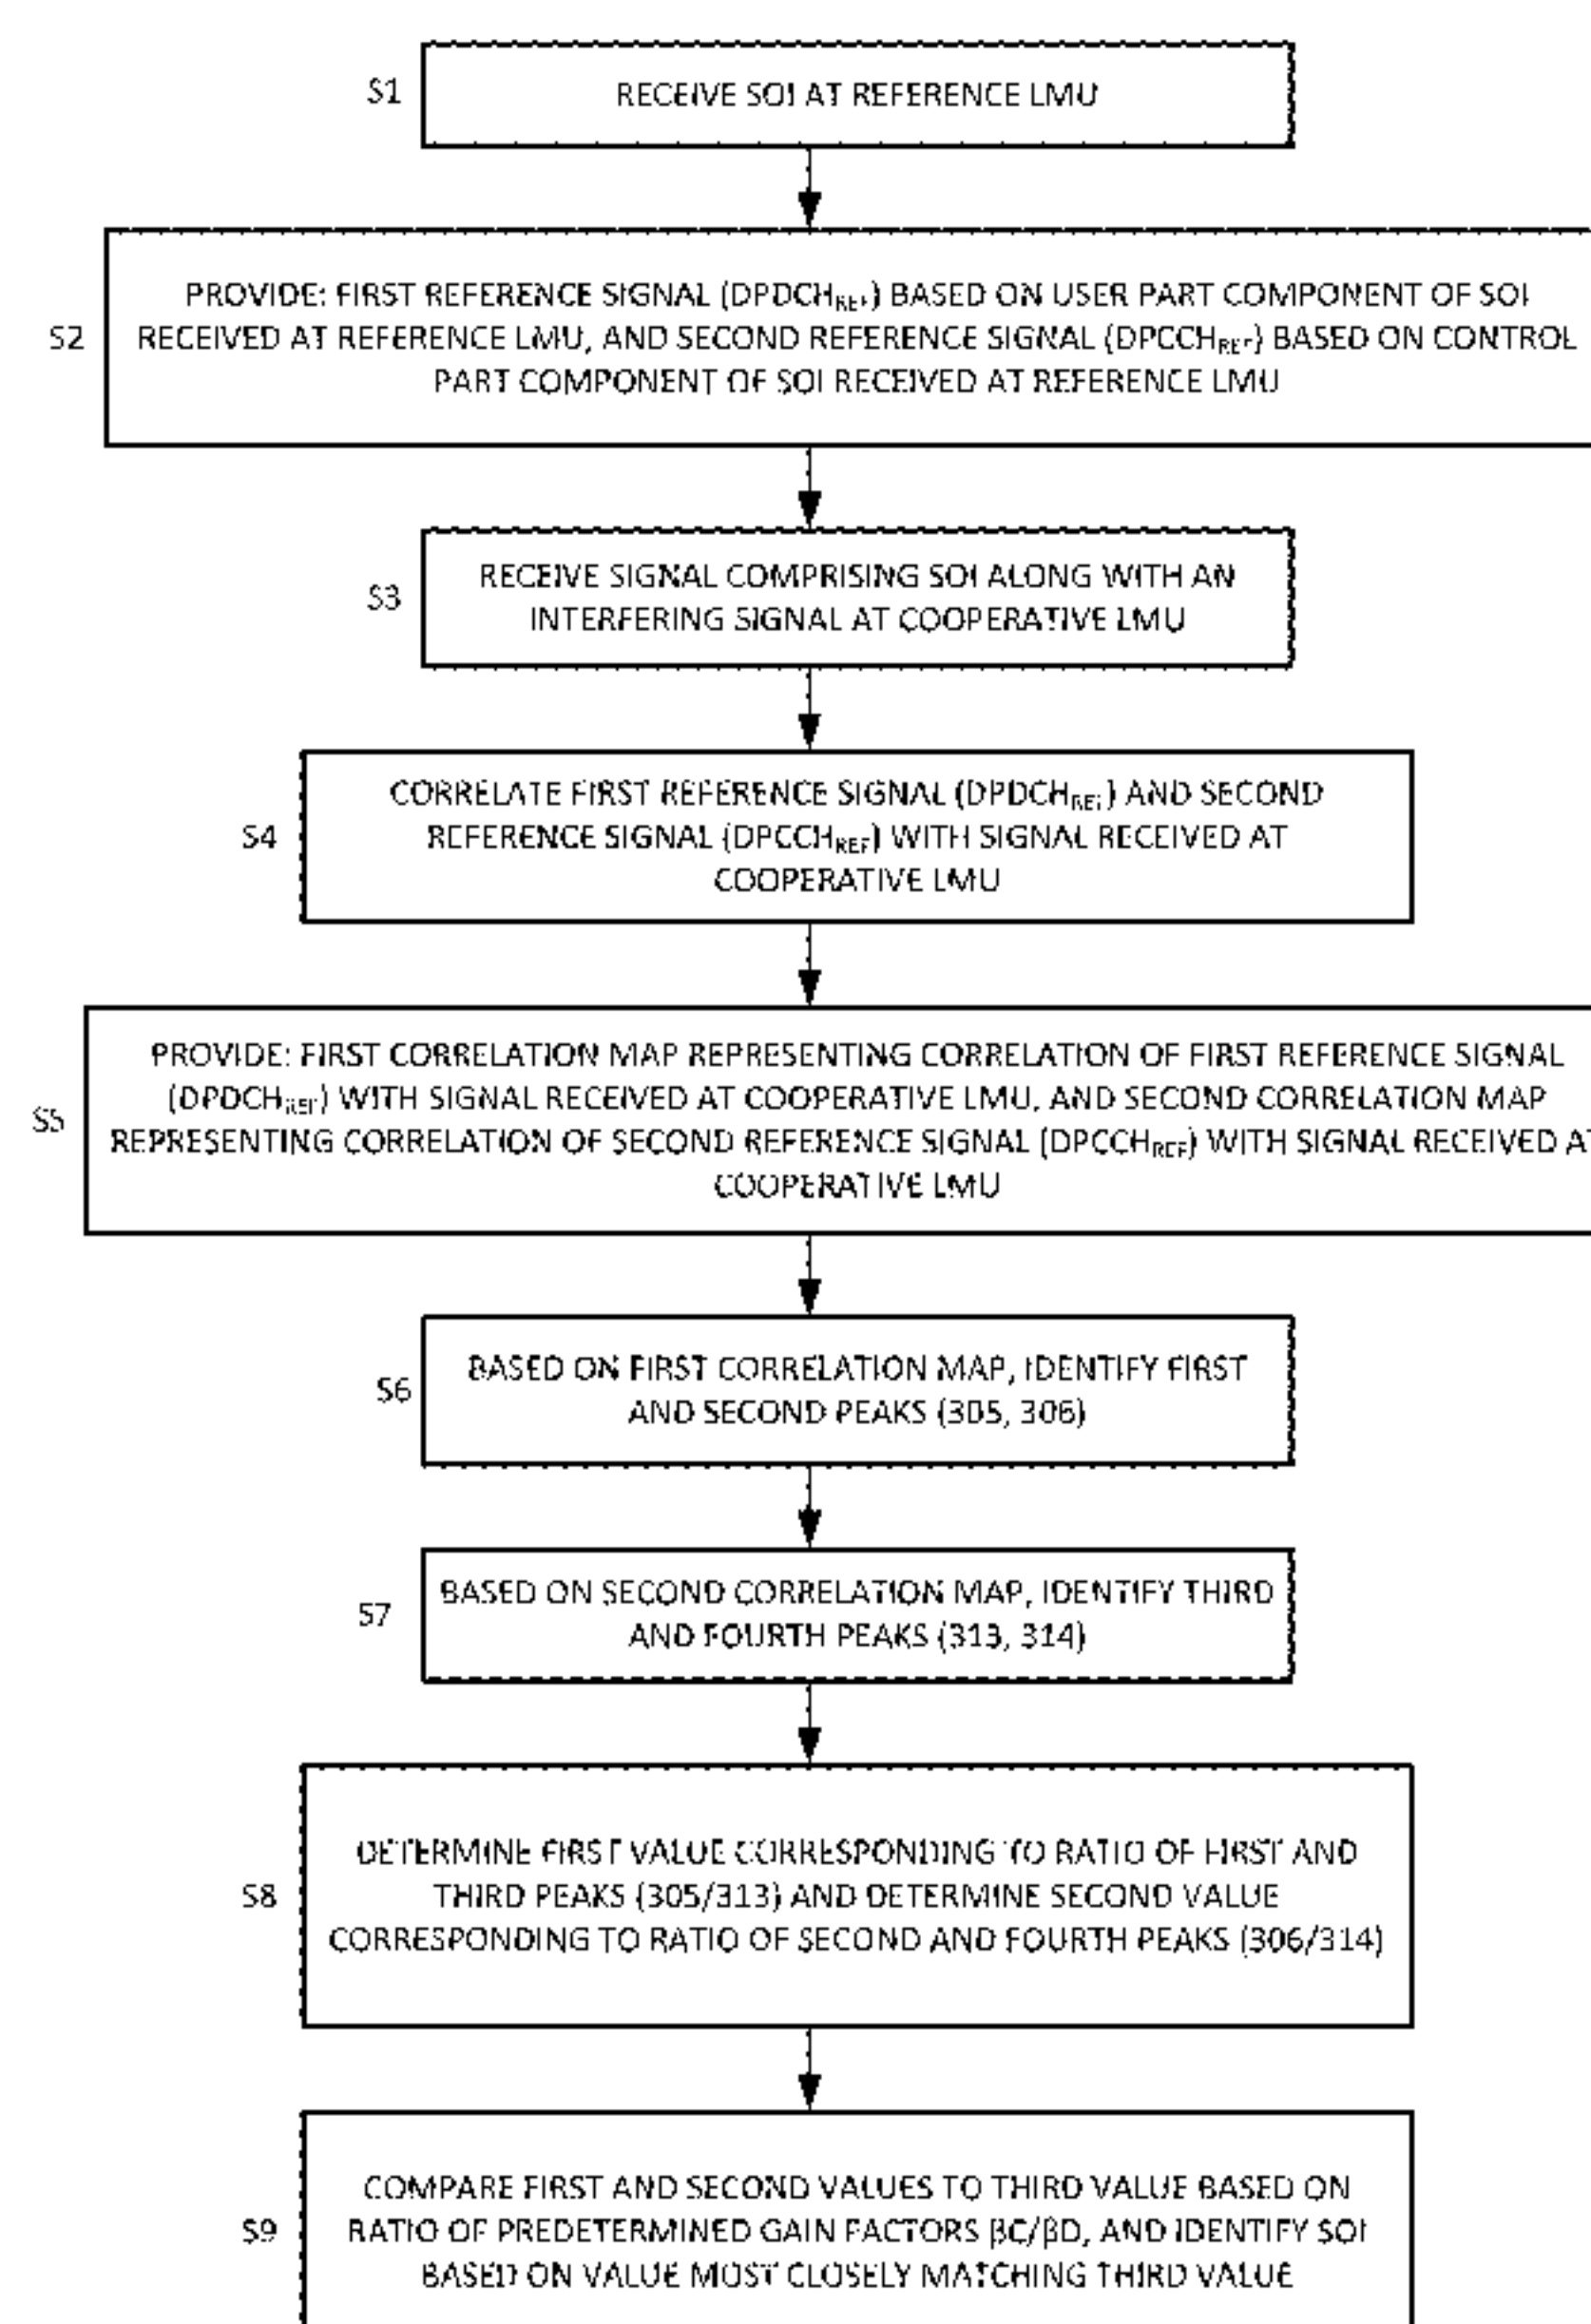 S1
RECEIVE SOI AT REFERENCE LMU
S2
PROVIDE: FIRST REFERENCE SIGNAL (DPDCHREF) BASED ON USER PART COMPONENT OF SOI
RECEIVED AT REFERENCE LMU, AND SECOND REFERENCE SIGNAL (DPCCHREF) BASED ON CONTROL
PART COMPONENT OF SOI RECEIVED AT REFERENCE LMU
S3
RECEIVE SIGNAL COMPRISING SOI ALONG WITH AN
INTERFERING SIGNAL AT COOPERATIVE LMU
S4
CORRELATE FIRST REFERENCE SIGNAL (DPDCHREF) AND SECOND
REFERENCE SIGNAL (DPCCHREF) WITH SIGNAL RECEIVED AT
COOPERATIVE LMU
S5
PROVIDE: FIRST CORRELATION MAP REPRESENTING CORRELATION OF FIRST REFERENCE SIGNAL
(DPDCHREF) WITH SIGNAL RECEIVED AT COOPERATIVE LMU, AND SECOND CORRELATION MAP
REPRESENTING CORRELATION OF SECOND REFERENCE SIGNAL (DPCCHREF) WITH SIGNAL RECEIVED AT
COOPERATIVE LMU
S6
BASED ON FIRST CORRELATION MAP, IDENTIFY FIRST
AND SECOND PEAKS (305, 306)
S7
BASED ON SECOND CORRELATION MAP, IDENTIFY THIRD
AND FOURTH PEAKS (313, 314)
S8
DETERMINE FIRST VALUE CORRESPONDING TO RATIO OF FIRST AND
THIRD PEAKS (305/313) AND DETERMINE SECOND VALUE
CORRESPONDING TO RATIO OF SECOND AND FOURTH PEAKS (306/314)
S9
COMPARE FIRST AND SECOND VALUES TO THIRD VALUE BASED ON
RATIO OF PREDETERMINED GAIN FACTORS βC/βD, AND IDENTIFY SOI
BASED ON VALUE MOST CLOSELY MATCHING THIRD VALUE